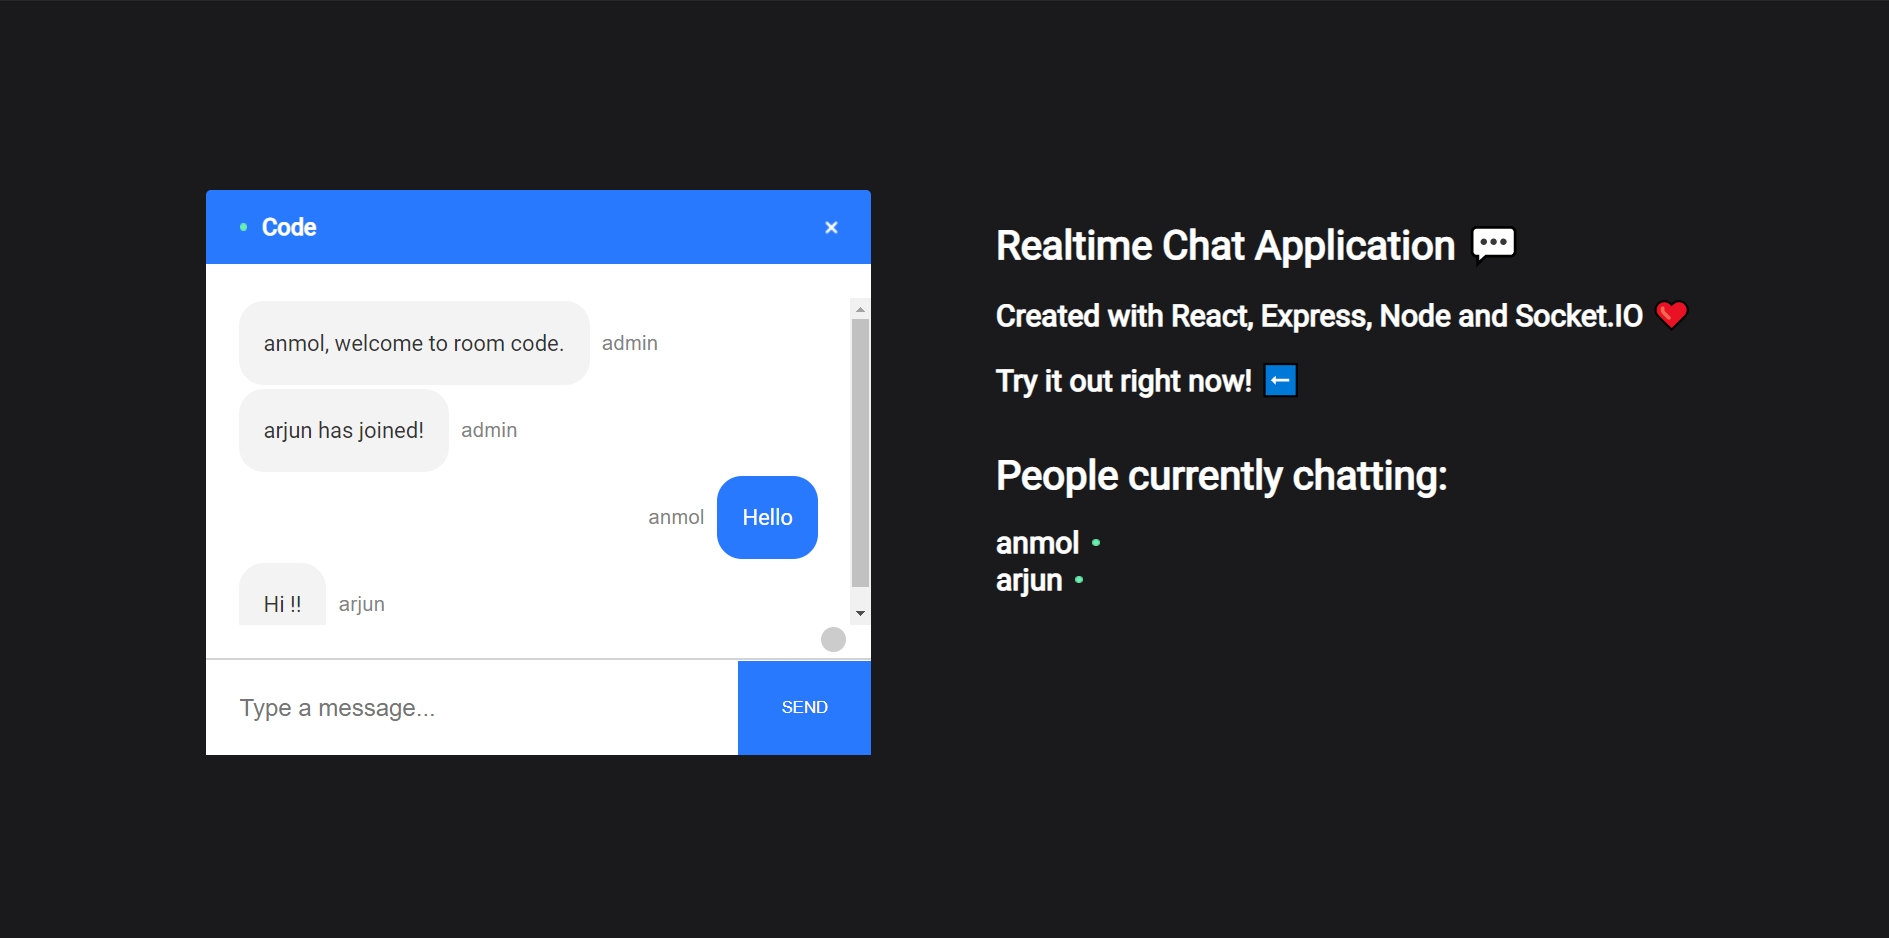 Code
anmol, welcome to room code. admin
arjun has joined! admin
anmol Hello
Hi !! arjun
Type a message...
SEND
Realtime Chat Application 💬
Created with React, Express, Node and Socket.IO ❤️
Try it out right now! ⬅️
People currently chatting:
anmol
arjun